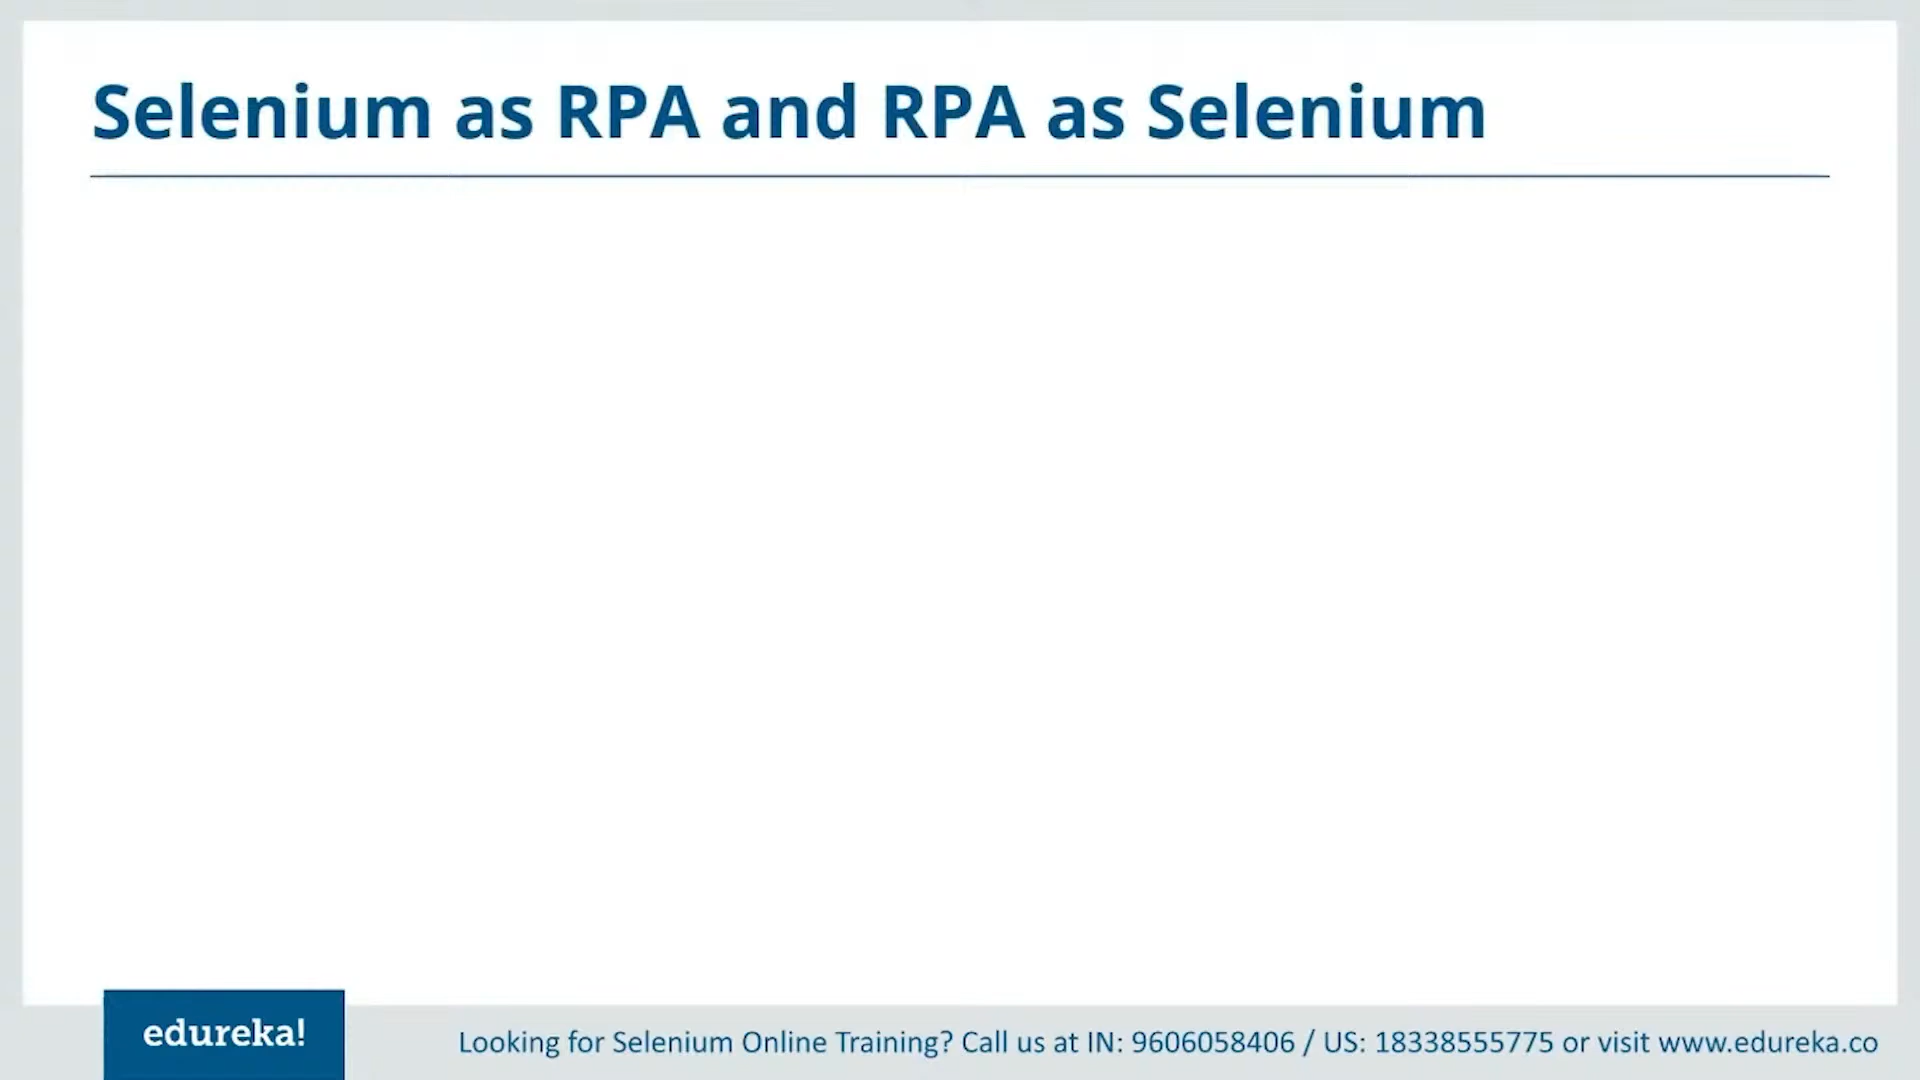 Selenium as RPA and RPA as Selenium
edureka!
Looking for Selenium Online Training? Call us at IN: 9606058406 / US: 18338555775 or visit www.edureka.co